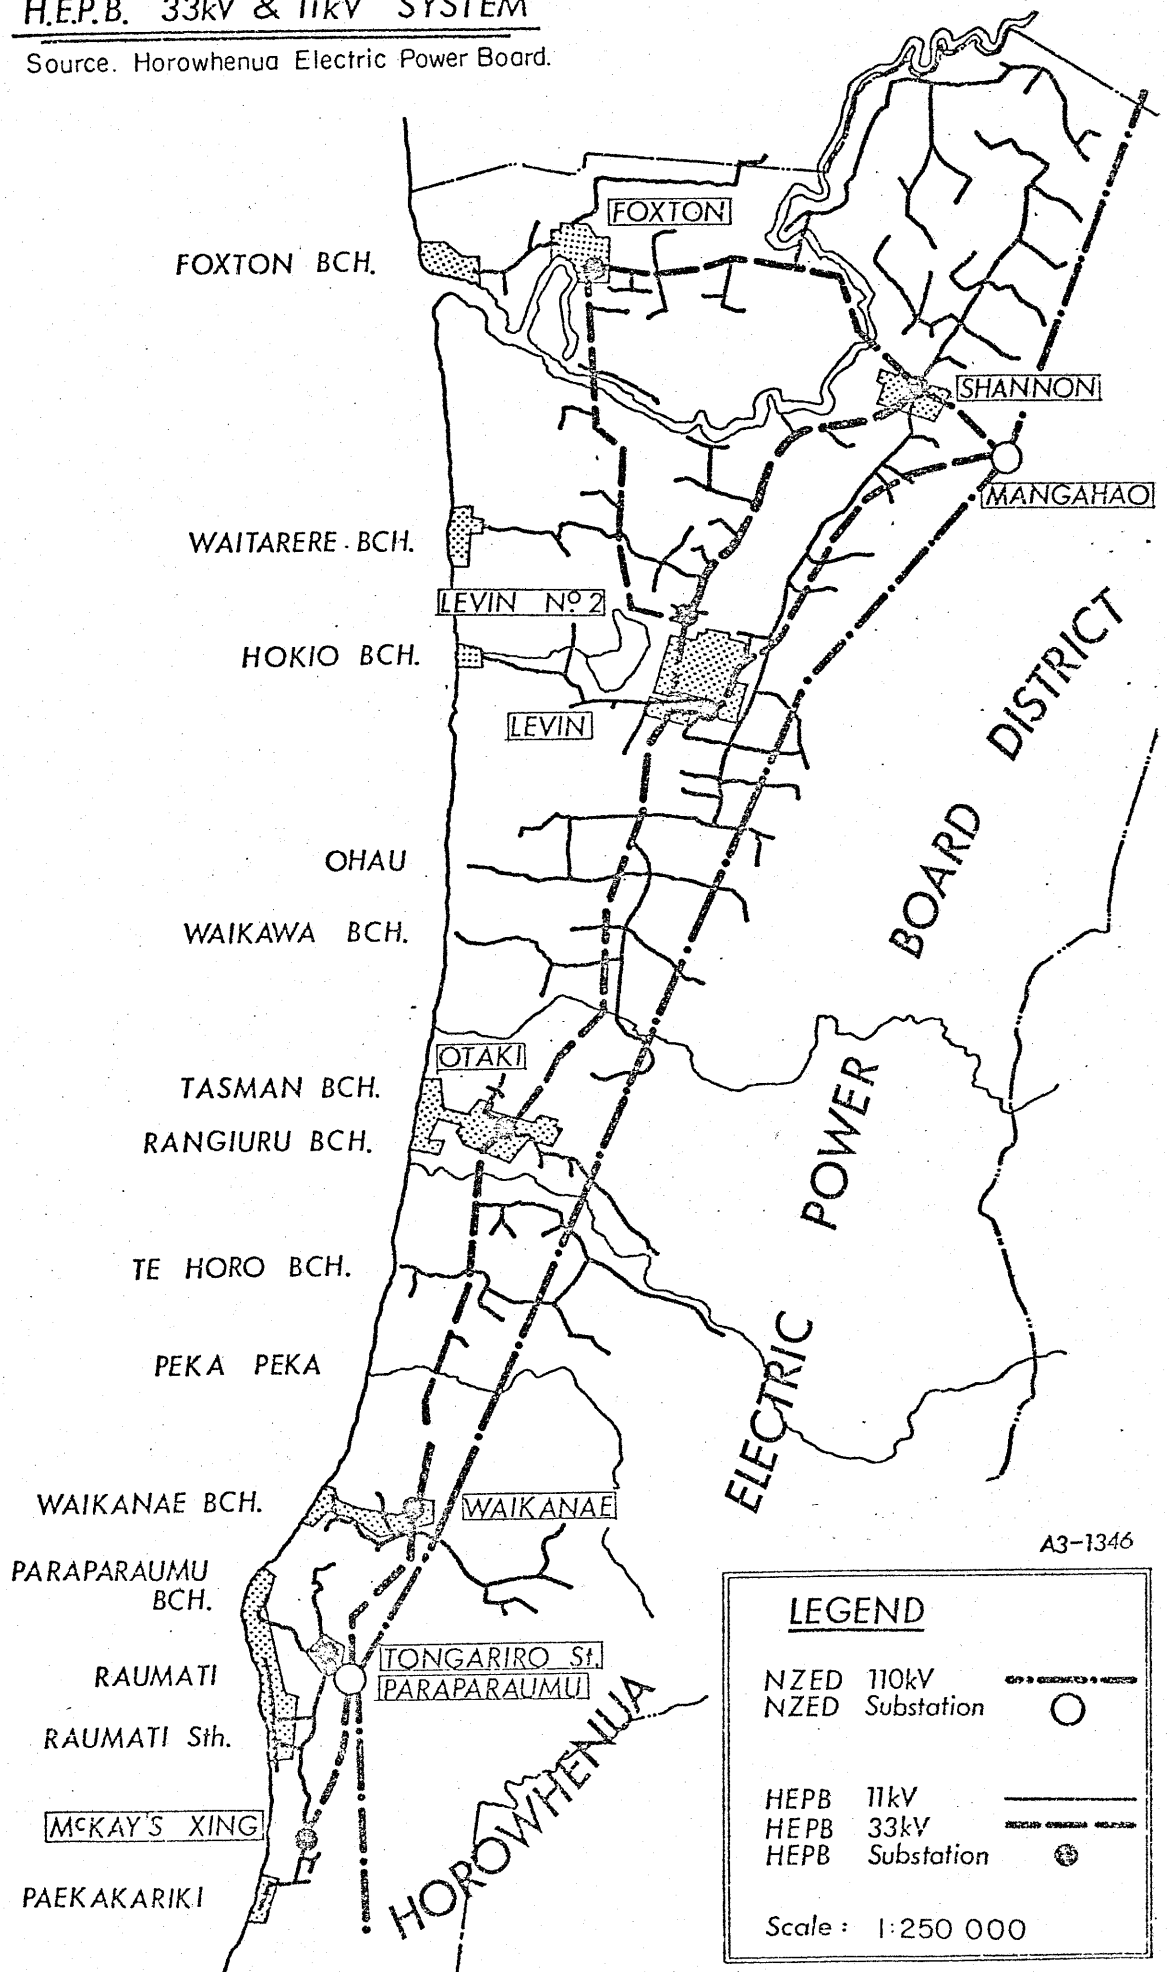 H.E.P.B. 33kV & 11kV SYSTEM
Source. Horowhenua Electric Power Board.
FOXTON
FOXTON BCH.
SHANNON
MANGAHAO
WAITARERE BCH.
LEVIN Nº 2
HOKIO BCH.
LEVIN
OHAU
WAIKAWA BCH.
OTAKI
TASMAN BCH.
RANGIURU BCH.
TE HORO BCH.
PEKA PEKA
WAIKANAE BCH.
WAIKANAE
PARAPARAUMU
BCH.
TONGARIRO St.
PARAPARAUMU
RAUMATI
RAUMATI Sth.
McKAY'S XING
PAEKAKARIKI
HOROWHENUA
ELECTRIC
POWER
BOARD
DISTRICT
A3-1346
LEGEND
NZED 110kV
NZED Substation
HEPB 11kV
HEPB 33kV
HEPB Substation
Scale : 1:250 000